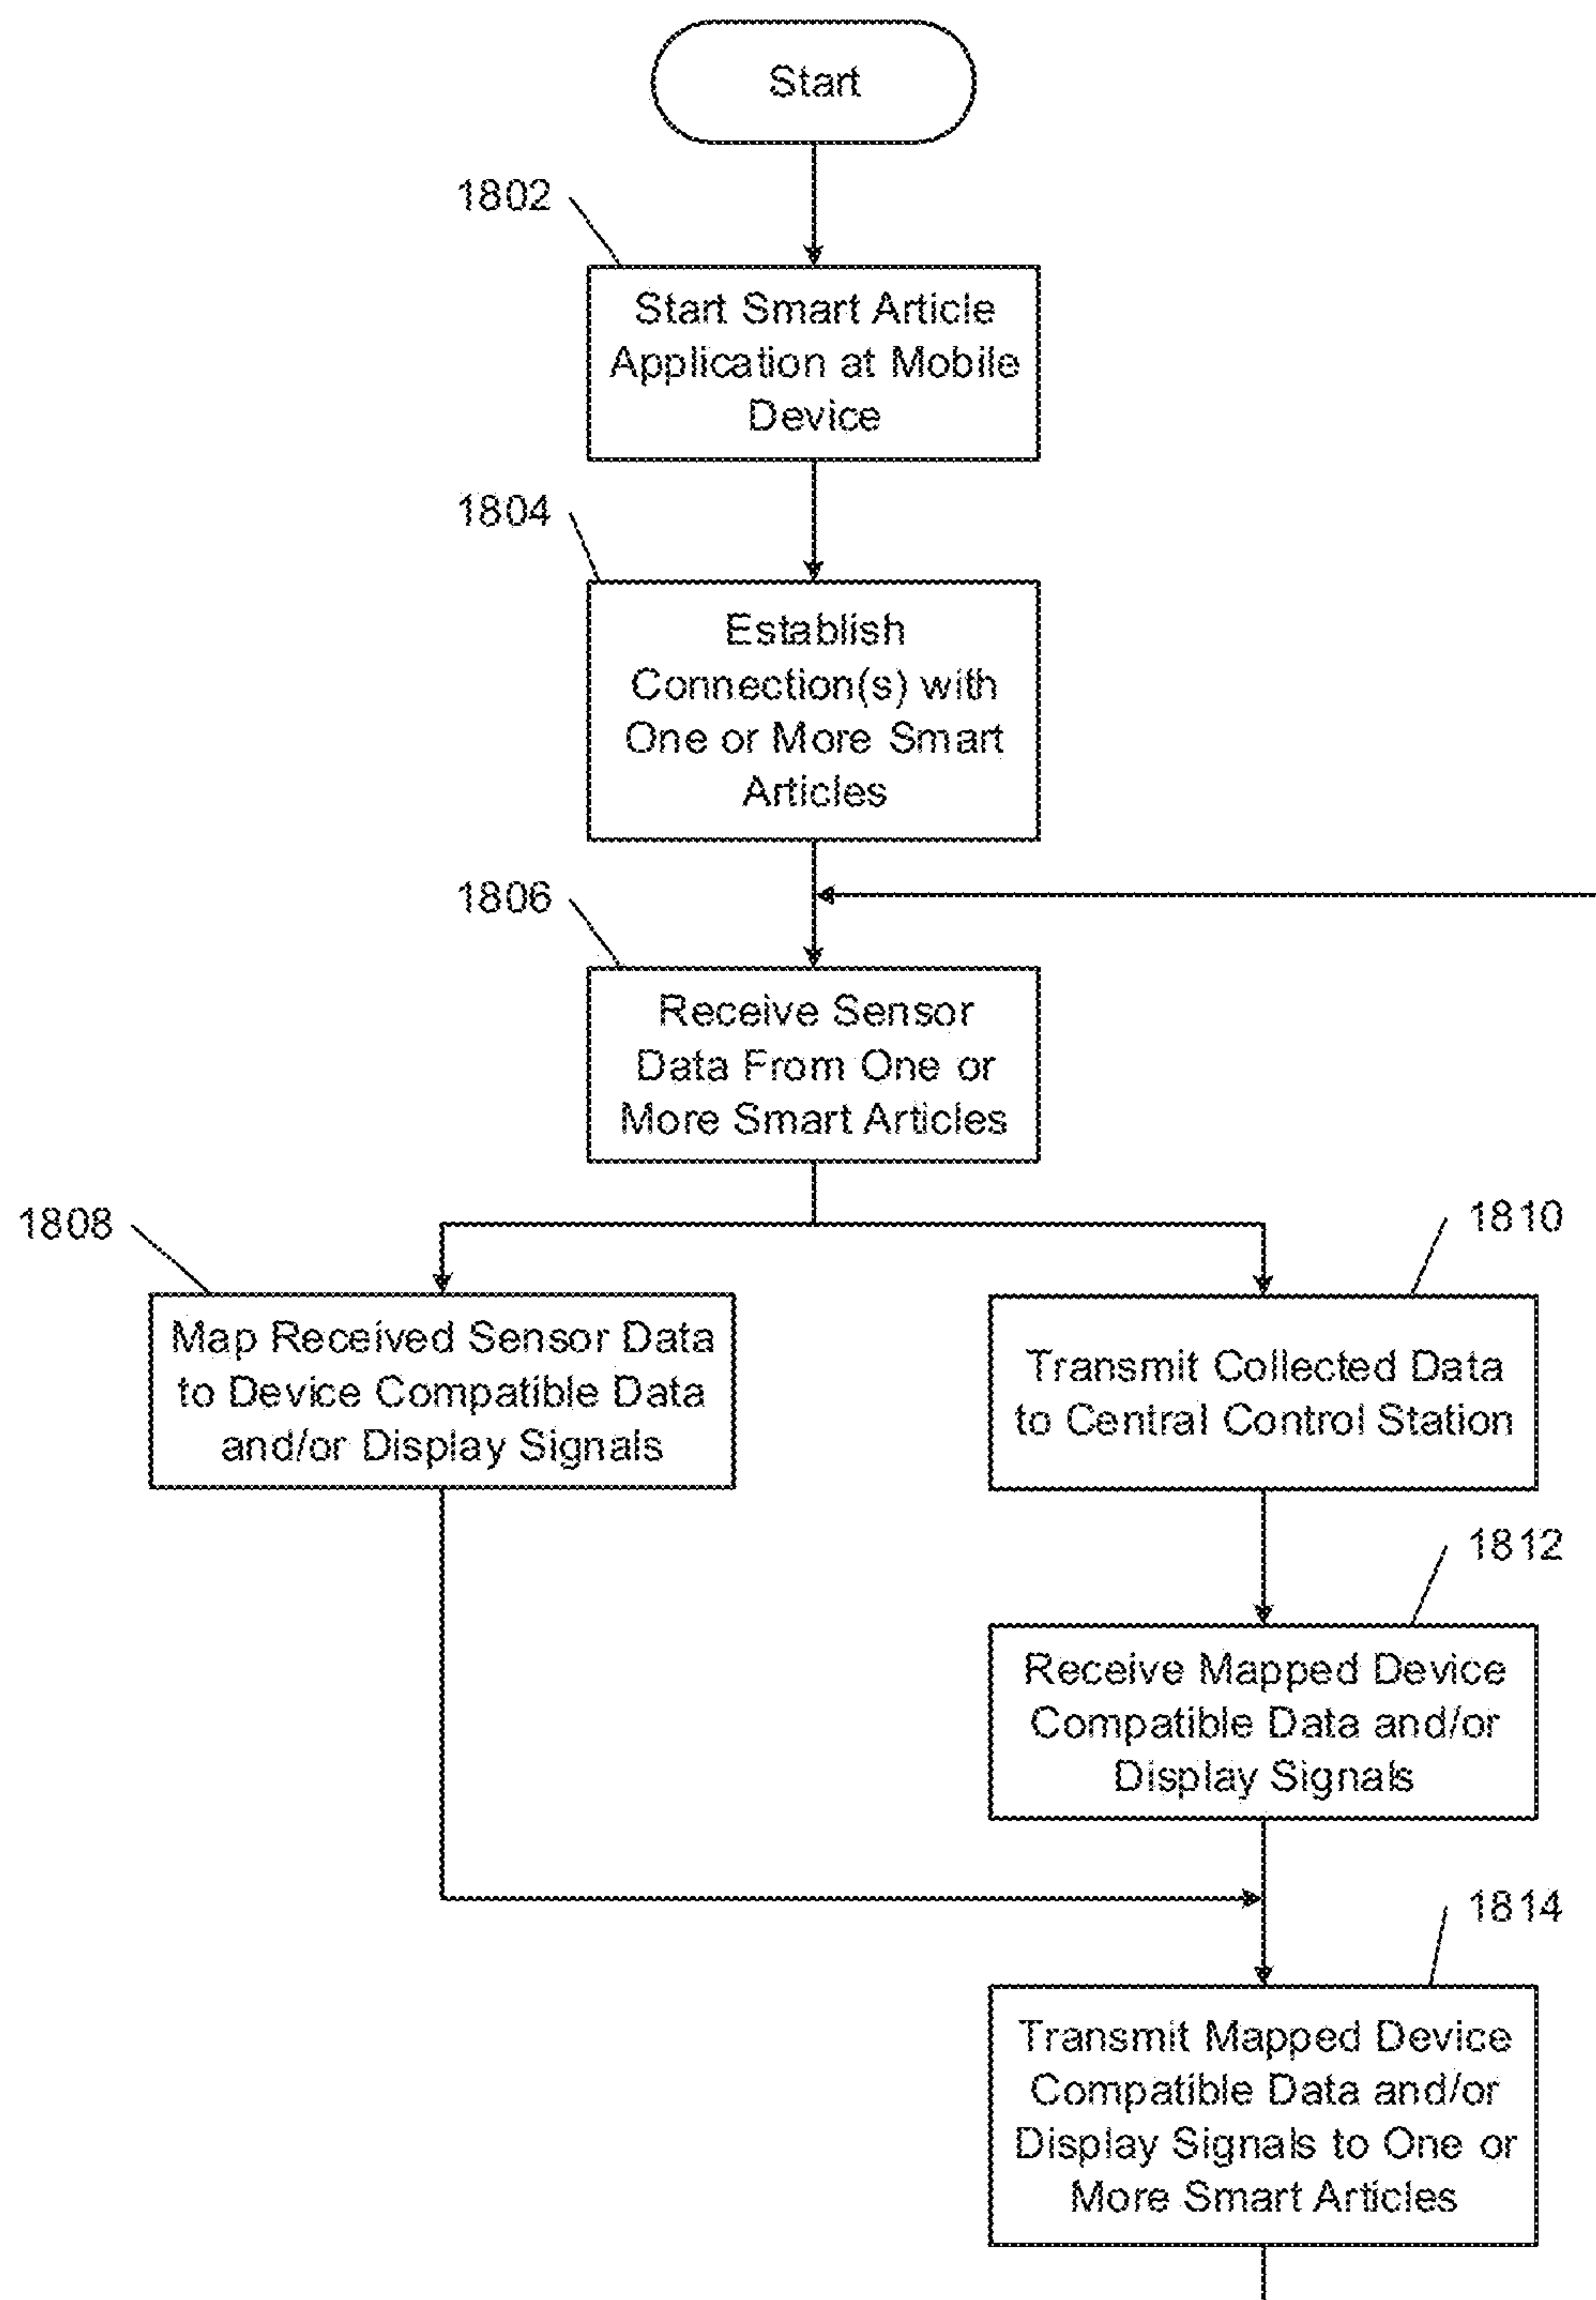 Start
1802
Start Smart Article
Application at Mobile
Device
1804
Establish
Connection(s) with
One or More Smart
Articles
1806
Receive Sensor
Data From One or
More Smart Articles
1808
Map Received Sensor Data
to Device Compatible Data
and/or Display Signals
1810
Transmit Collected Data
to Central Control Station
1812
Receive Mapped Device
Compatible Data and/or
Display Signals
1814
Transmit Mapped Device
Compatible Data and/or
Display Signals to One or
More Smart Articles